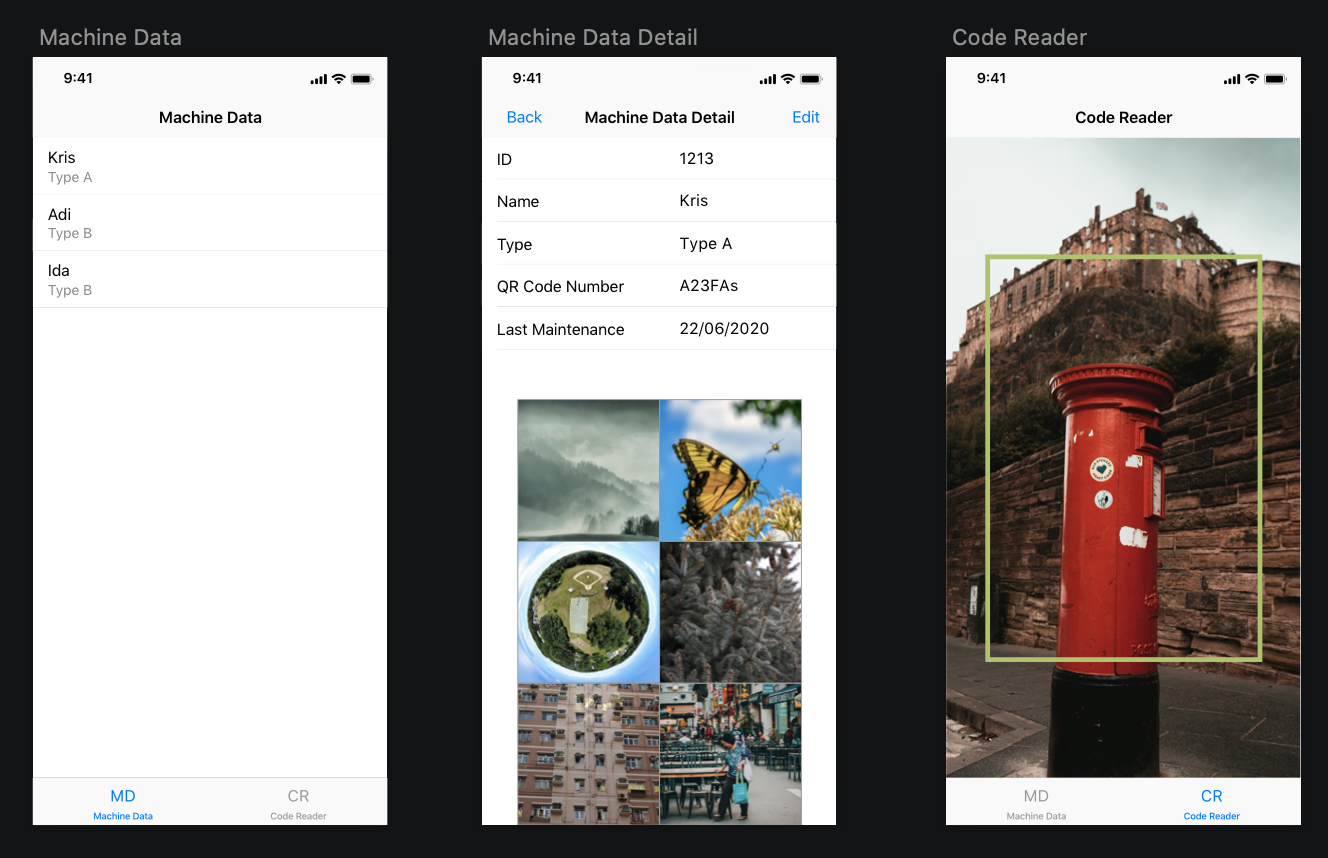 Machine Data
9:41
Machine Data
Kris
Type A
Adi
Type B
Ida
Type B
MD
Machine Data
CR
Code Reader
Machine Data Detail
9:41
Back Machine Data Detail Edit
ID 1213
Name Kris
Type Type A
QR Code Number A23FAs
Last Maintenance 22/06/2020
Code Reader
9:41
Code Reader
MD
Machine Data
CR
Code Reader